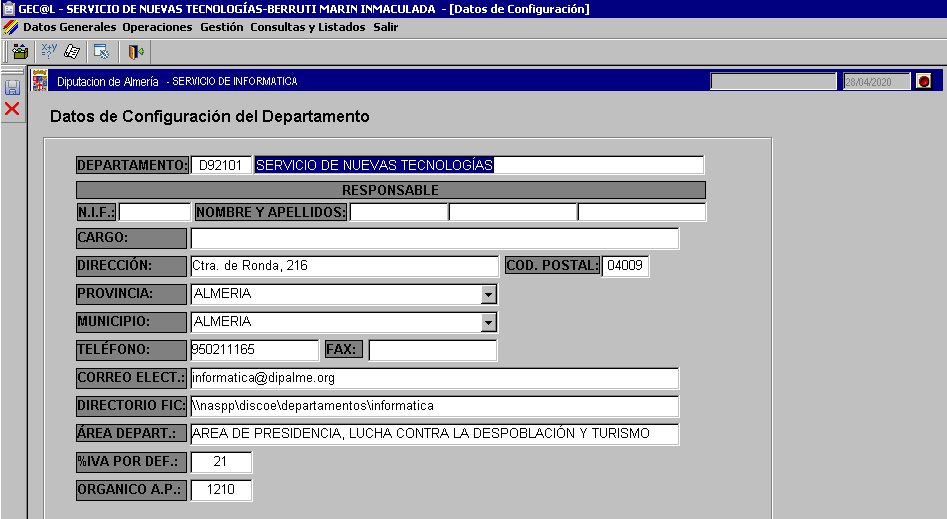 GEC@L - SERVICIO DE NUEVAS TECNOLOGÍAS-BERRUTI MARIN INMACULADA - [Datos de Configuración]
Datos Generales Operaciones Gestión Consultas y Listados Salir
x+y
=?
Diputacion de Almería - SERVICIO DE INFORMATICA 28/04/2020
Datos de Configuración del Departamento
DEPARTAMENTO: D92101 SERVICIO DE NUEVAS TECNOLOGÍAS
RESPONSABLE
N.I.F.: NOMBRE Y APELLIDOS:
CARGO:
DIRECCIÓN: Ctra. de Ronda, 216 COD. POSTAL: 04009
PROVINCIA: ALMERIA
MUNICIPIO: ALMERIA
TELÉFONO: 950211165 FAX:
CORREO ELECT.: informatica@dipalme.org
DIRECTORIO FIC: \\naspp\discoe\departamentos\informatica
ÁREA DEPART.: AREA DE PRESIDENCIA, LUCHA CONTRA LA DESPOBLACIÓN Y TURISMO
%IVA POR DEF.: 21
ORGANICO A.P.: 1210